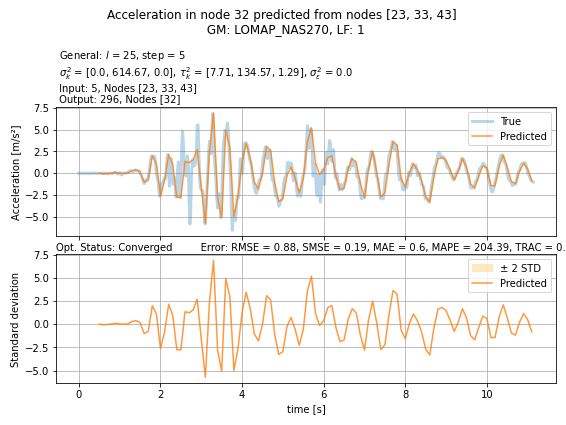 Acceleration in node 32 predicted from nodes [23, 33, 43]
GM: LOMAP_NAS270, LF: 1
General: l = 25, step = 5
σ²ₖ = [0.0, 614.67, 0.0], τ²ₖ = [7.71, 134.57, 1.29], σ²ε = 0.0
Input: 5, Nodes [23, 33, 43]
Output: 296, Nodes [32]
Acceleration [m/s²]
7.5
5.0
2.5
0.0
−2.5
−5.0
True
Predicted
Opt. Status: Converged Error: RMSE = 0.88, SMSE = 0.19, MAE = 0.6, MAPE = 204.39, TRAC = 0.
Standard deviation
7.5
5.0
2.5
0.0
−2.5
−5.0
± 2 STD
Predicted
0 2 4 6 8 10
time [s]